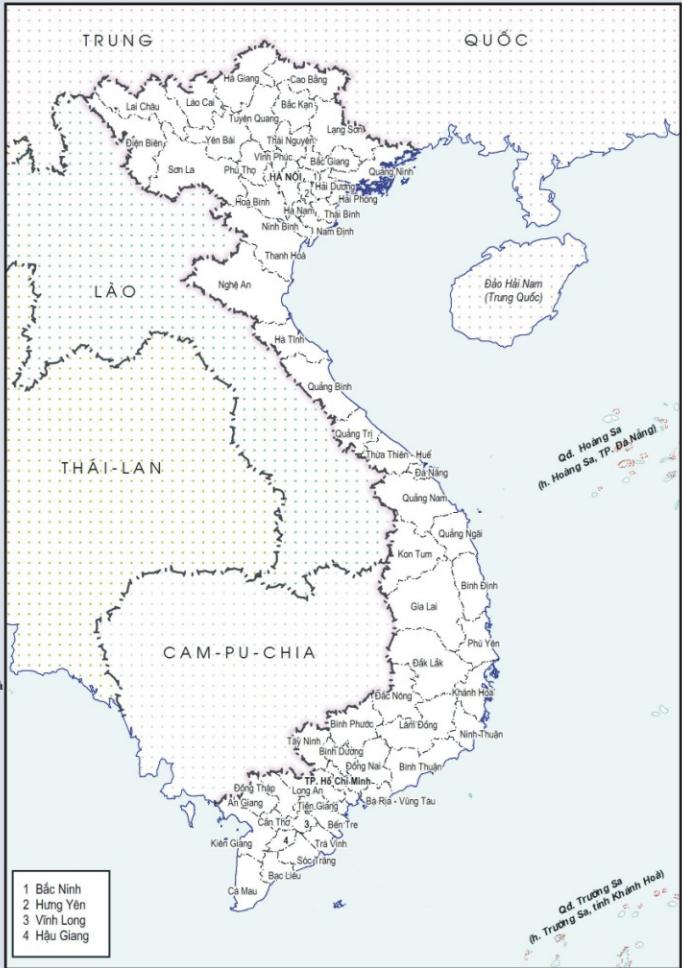 TRUNG QUỐC
Hà Giang
Cao Bằng
Lai Châu
Lào Cai
Bắc Kạn
Tuyên Quang
Lạng Sơn
Điện Biên
Yên Bái
Thái Nguyên
Vĩnh Phúc
Bắc Giang
Sơn La
Phú Thọ
Quảng Ninh
HÀ NỘI
1
2
Hải Dương
Hải Phòng
Hoà Bình
Hà Nam
Thái Bình
Ninh Bình
Nam Định
Thanh Hoá
Nghệ An
LÀO
Đảo Hải Nam
(Trung Quốc)
Hà Tĩnh
Quảng Bình
Quảng Trị
Thừa Thiên - Huế
Đà Nẵng
Qđ. Hoàng Sa
(h. Hoàng Sa, TP. Đà Nẵng)
THÁI-LAN
Quảng Nam
Quảng Ngãi
Kon Tum
Bình Định
Gia Lai
Phú Yên
CAM-PU-CHIA
Đắk Lắk
Đắc Nông
Khánh Hoà
Bình Phước
Lâm Đồng
Ninh Thuận
Tây Ninh
Bình Dương
Đồng Nai
Bình Thuận
TP. Hồ Chí Minh
Đồng Tháp
Long An
An Giang
Tiền Giang
Bà Rịa - Vũng Tàu
Cần Thơ
3
Bến Tre
Kiên Giang
4
Trà Vinh
Sóc Trăng
Bạc Liêu
Cà Mau
1 Bắc Ninh
2 Hưng Yên
3 Vĩnh Long
4 Hậu Giang
Qđ. Trường Sa
(h. Trường Sa, tỉnh Khánh Hoà)